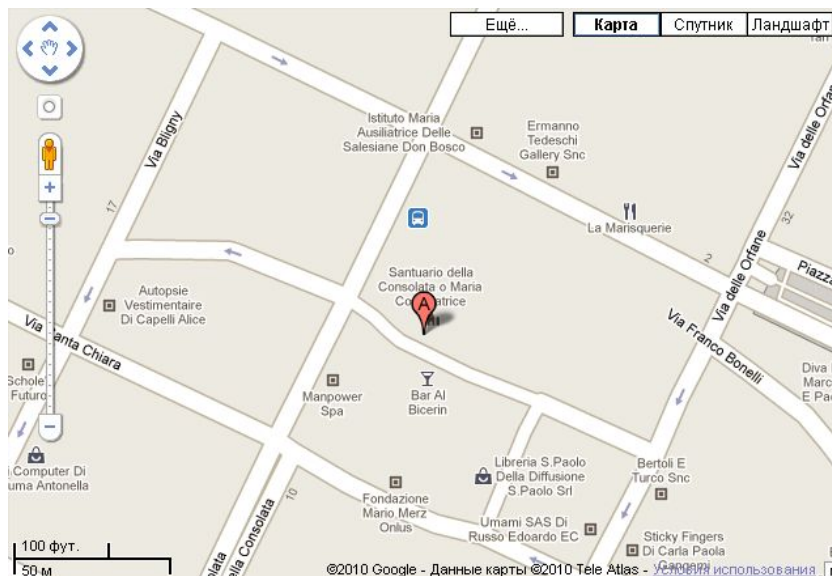 Ещё...
Карта
Спутник
Ландшафт
Via Bligny
17
Istituto Maria
Ausiliatrice Delle
Salesiane Don Bosco
Ermanno
Tedeschi
Gallery Snc
La Marisquerie
Via delle Orfane
32
2
Piazza
Via delle Orfane
Via Franco Bonelli
Santuario della
Consolata o Maria
A
Autopsie
Vestimentaire
Di Capelli Alice
Via Santa Chiara
Schole
Futuro
Manpower
Spa
Bar Al
Bicerin
Diva
Marc
E Pa
Computer Di
uma Antonella
10
della Consolata
olata
Fondazione
Mario Merz
Onlus
Libreria S.Paolo
Della Diffusione
S.Paolo Srl
Bertoli E
Turco Snc
Umami SAS Di
Russo Edoardo EC
Sticky Fingers
Di Carla Paola
Gangemi
100 фут.
50 м
©2010 Google - Данные карты ©2010 Tele Atlas - Условия использования